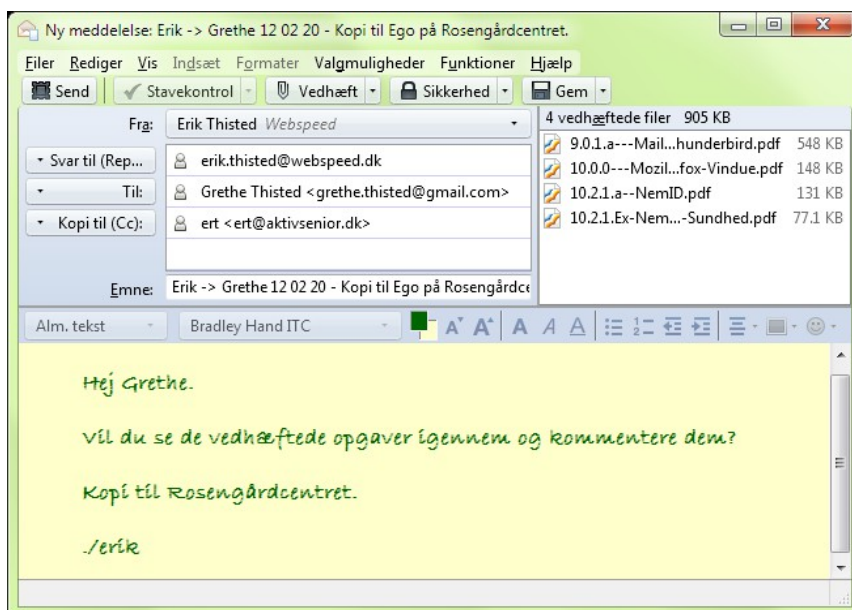 Ny meddelelse: Erik -> Grethe 12 02 20 - Kopi til Ego på Rosengårdcentret.
Filer Rediger Vis Indsæt Formater Valgmuligheder Funktioner Hjælp
Send Stavekontrol Vedhæft Sikkerhed Gem
Fra: Erik Thisted Webspeed
Svar til (Rep... erik.thisted@webspeed.dk
Til: Grethe Thisted <grethe.thisted@gmail.com>
Kopi til (Cc): ert <ert@aktivsenior.dk>
Emne: Erik -> Grethe 12 02 20 - Kopi til Ego på Rosengårdce
4 vedhæftede filer 905 KB
9.0.1.a---Mail...hunderbird.pdf 548 KB
10.0.0---Mozil...fox-Vindue.pdf 148 KB
10.2.1.a--NemID.pdf 131 KB
10.2.1.Ex-Nem...-Sundhed.pdf 77.1 KB
Alm. tekst Bradley Hand ITC
Hej Grethe.
Vil du se de vedhæftede opgaver igennem og kommentere dem?
Kopi til Rosengårdcentret.
./erik